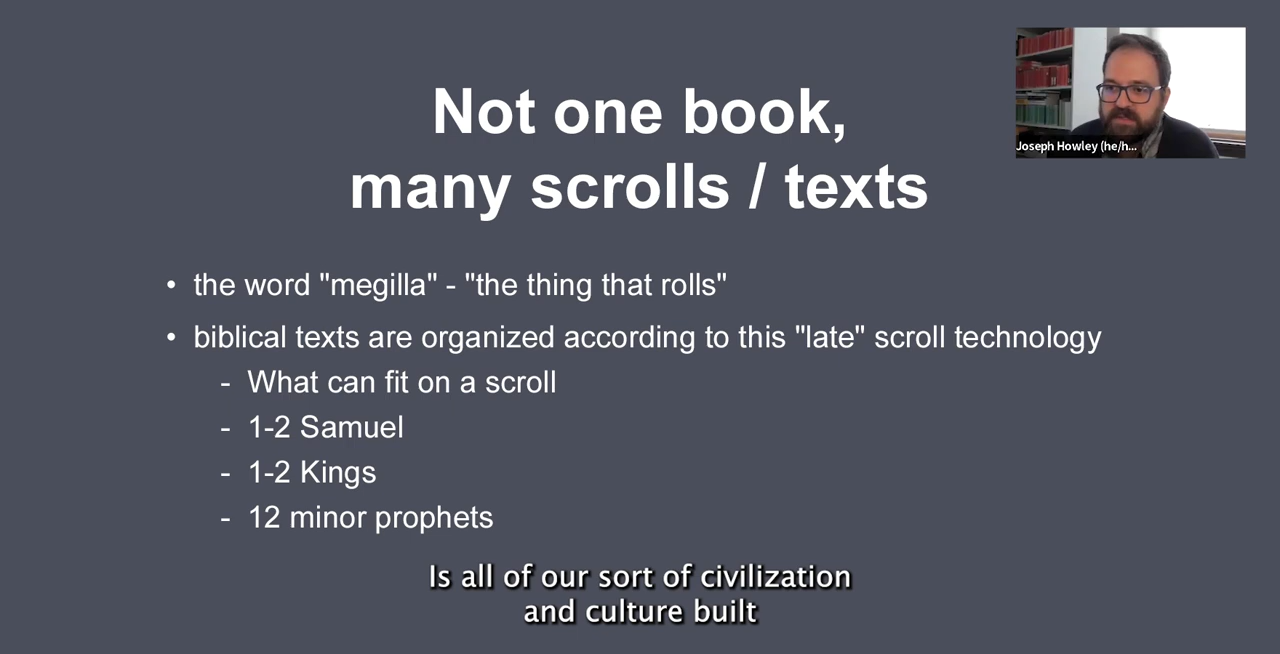 Not one book,
many scrolls / texts
Joseph Howley (he/h...
• the word "megilla" - "the thing that rolls"
• biblical texts are organized according to this "late" scroll technology
- What can fit on a scroll
- 1-2 Samuel
- 1-2 Kings
- 12 minor prophets
Is all of our sort of civilization
and culture built